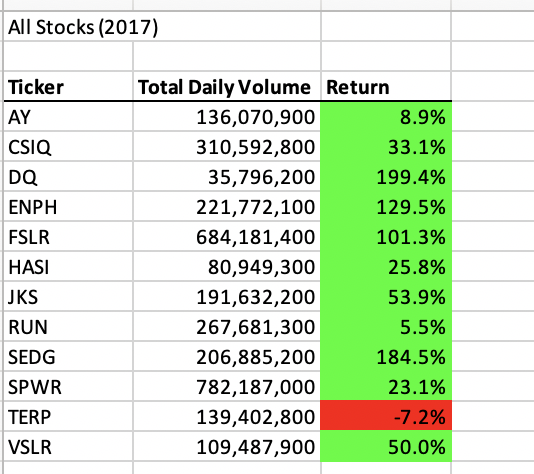 All Stocks (2017)
Ticker Total Daily Volume Return
AY 136,070,900 8.9%
CSIQ 310,592,800 33.1%
DQ 35,796,200 199.4%
ENPH 221,772,100 129.5%
FSLR 684,181,400 101.3%
HASI 80,949,300 25.8%
JKS 191,632,200 53.9%
RUN 267,681,300 5.5%
SEDG 206,885,200 184.5%
SPWR 782,187,000 23.1%
TERP 139,402,800 -7.2%
VSLR 109,487,900 50.0%